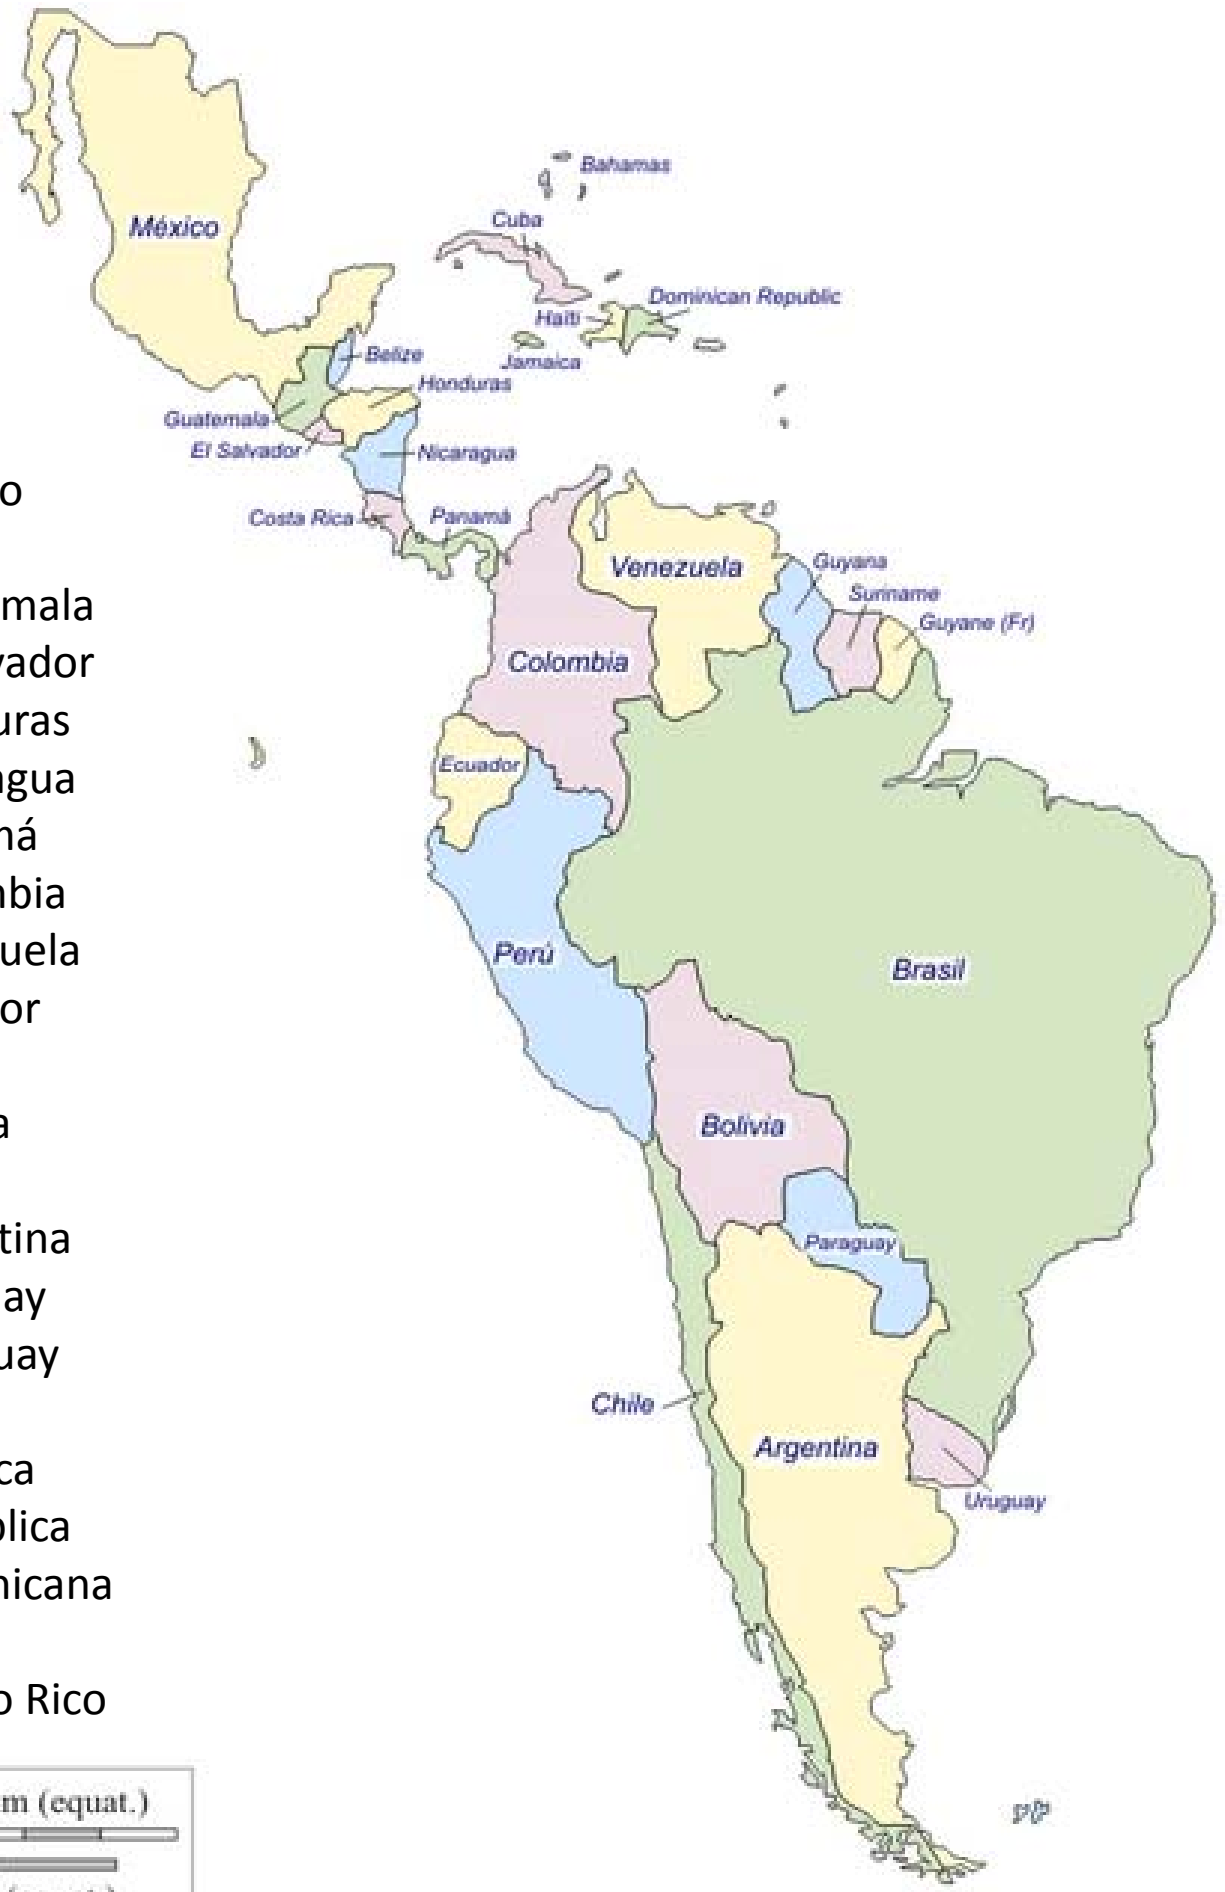 Bahamas
Cuba
México
Dominican Republic
Haiti
Jamaica
Belize
Honduras
Guatemala
El Salvador
Nicaragua
Costa Rica
Panamá
Venezuela
Guyana
Suriname
Guyane (Fr)
Colombia
Ecuador
Perú
Brasil
Bolivia
Paraguay
Chile
Argentina
Uruguay
o
mala
vador
uras
agua
má
mbia
uela
or
a
tina
ay
uay
ca
blica
nicana
o Rico
m (equat.)